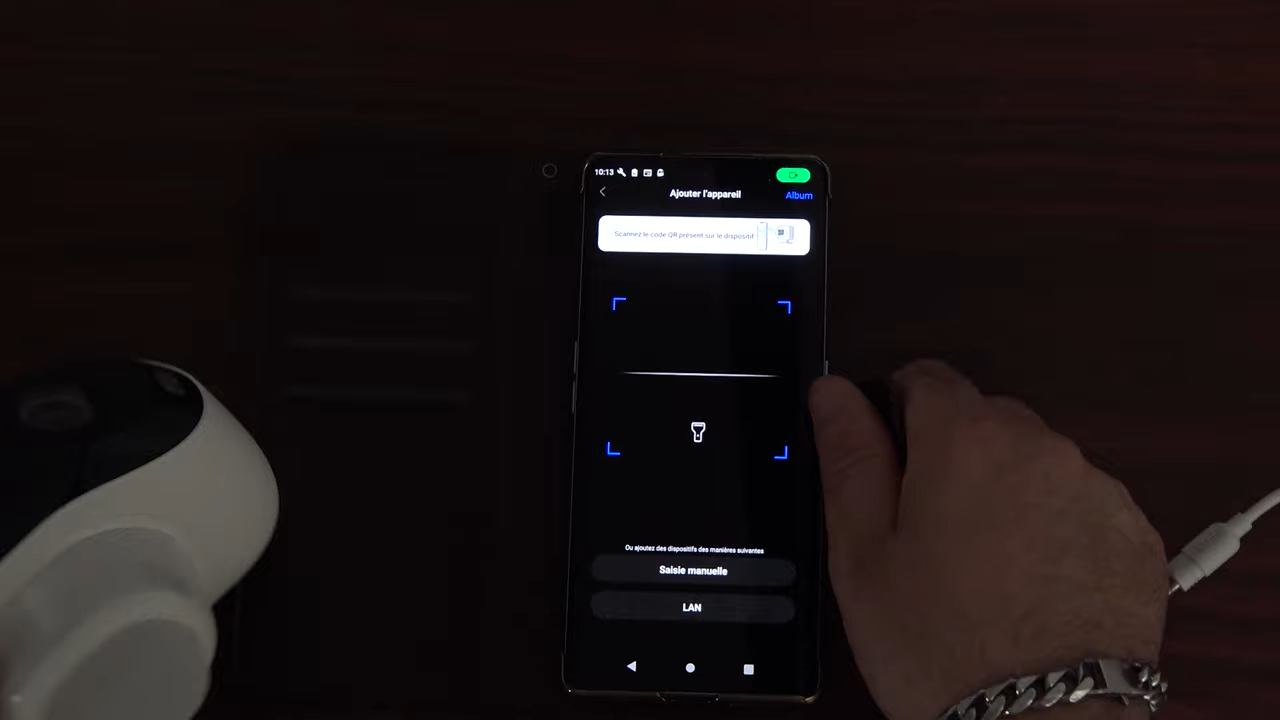 10:13
Ajouter l'appareil
Album
Scannez le code QR présent sur le dispositif
Ou ajoutez des dispositifs des manières suivantes
Saisie manuelle
LAN